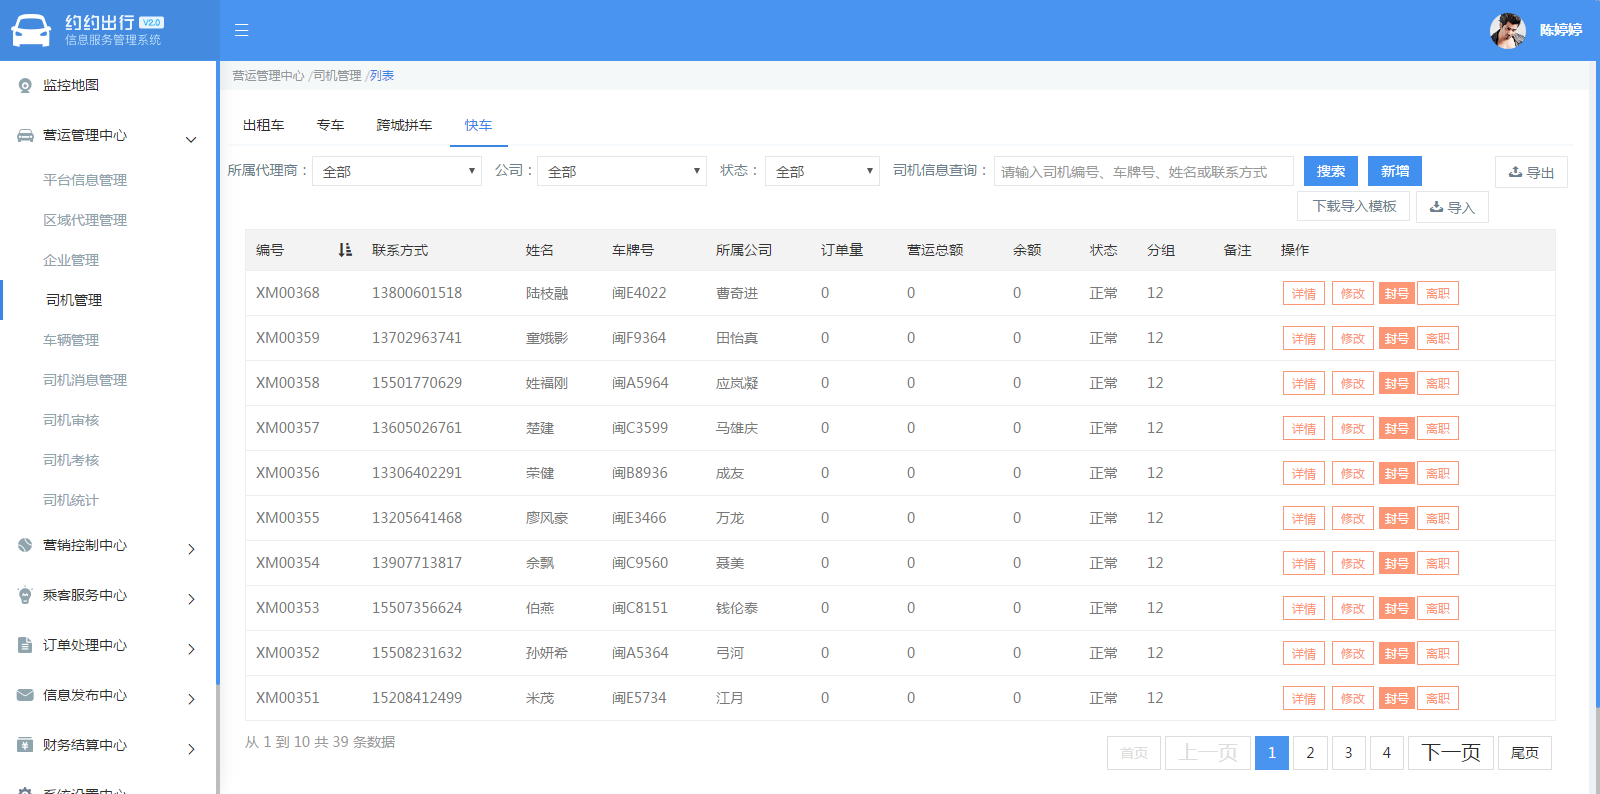 约约出行 V2.0
信息服务管理系统
陈婷婷
监控地图
营运管理中心
平台信息管理
区域代理管理
企业管理
司机管理
车辆管理
司机消息管理
司机审核
司机考核
司机统计
营销控制中心
乘客服务中心
订单处理中心
信息发布中心
财务结算中心
系统设置中心
营运管理中心 /司机管理 /列表
出租车 专车 跨城拼车 快车
所属代理商： 全部 公司： 全部 状态： 全部 司机信息查询： 请输入司机编号、车牌号、姓名或联系方式 搜索 新增 导出
下载导入模板 导入
编号 联系方式 姓名 车牌号 所属公司 订单量 营运总额 余额 状态 分组 备注 操作
XM00368 13800601518 陆枝融 闽E4022 曹奇进 0 0 0 正常 12 详情 修改 封号 离职
XM00359 13702963741 童娥影 闽F9364 田怡真 0 0 0 正常 12 详情 修改 封号 离职
XM00358 15501770629 姓福刚 闽A5964 应岚凝 0 0 0 正常 12 详情 修改 封号 离职
XM00357 13605026761 楚建 闽C3599 马雄庆 0 0 0 正常 12 详情 修改 封号 离职
XM00356 13306402291 荣健 闽B8936 成友 0 0 0 正常 12 详情 修改 封号 离职
XM00355 13205641468 廖风豪 闽E3466 万龙 0 0 0 正常 12 详情 修改 封号 离职
XM00354 13907713817 余飘 闽C9560 聂美 0 0 0 正常 12 详情 修改 封号 离职
XM00353 15507356624 伯燕 闽C8151 钱伦泰 0 0 0 正常 12 详情 修改 封号 离职
XM00352 15508231632 孙妍希 闽A5364 弓河 0 0 0 正常 12 详情 修改 封号 离职
XM00351 15208412499 米茂 闽E5734 江月 0 0 0 正常 12 详情 修改 封号 离职
从 1 到 10 共 39 条数据
首页 上一页 1 2 3 4 下一页 尾页